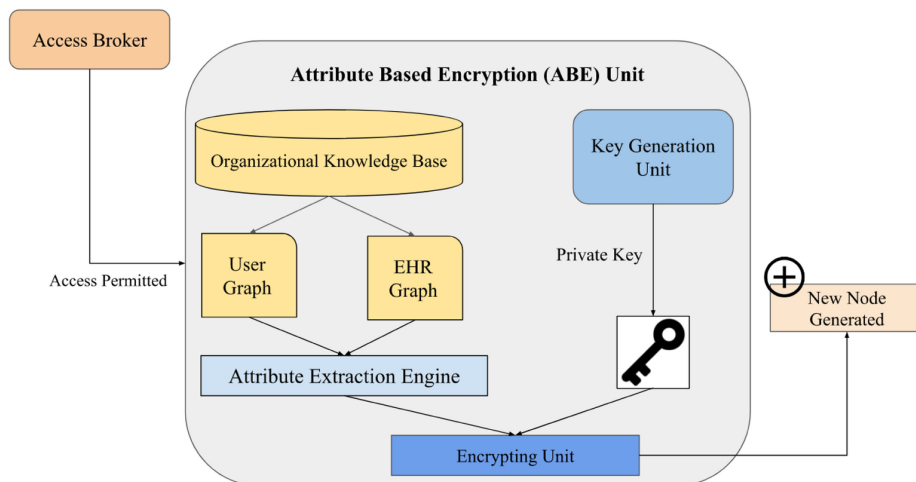 Access Broker
Attribute Based Encryption (ABE) Unit
Organizational Knowledge Base
Key Generation
Unit
User
Graph
EHR
Graph
Private Key
Access Permitted
New Node
Generated
Attribute Extraction Engine
Encrypting Unit